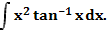 ∫ x² tan⁻¹ x dx.